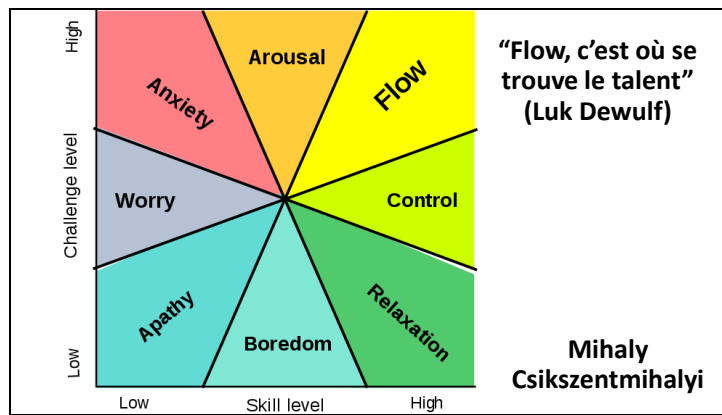 High
Arousal
Flow
Anxiety
Challenge level
Worry
Control
Apathy
Boredom
Relaxation
Low
Low
Skill level
High
“Flow, c’est où se
trouve le talent”
(Luk Dewulf)
Mihaly
Csikszentmihalyi